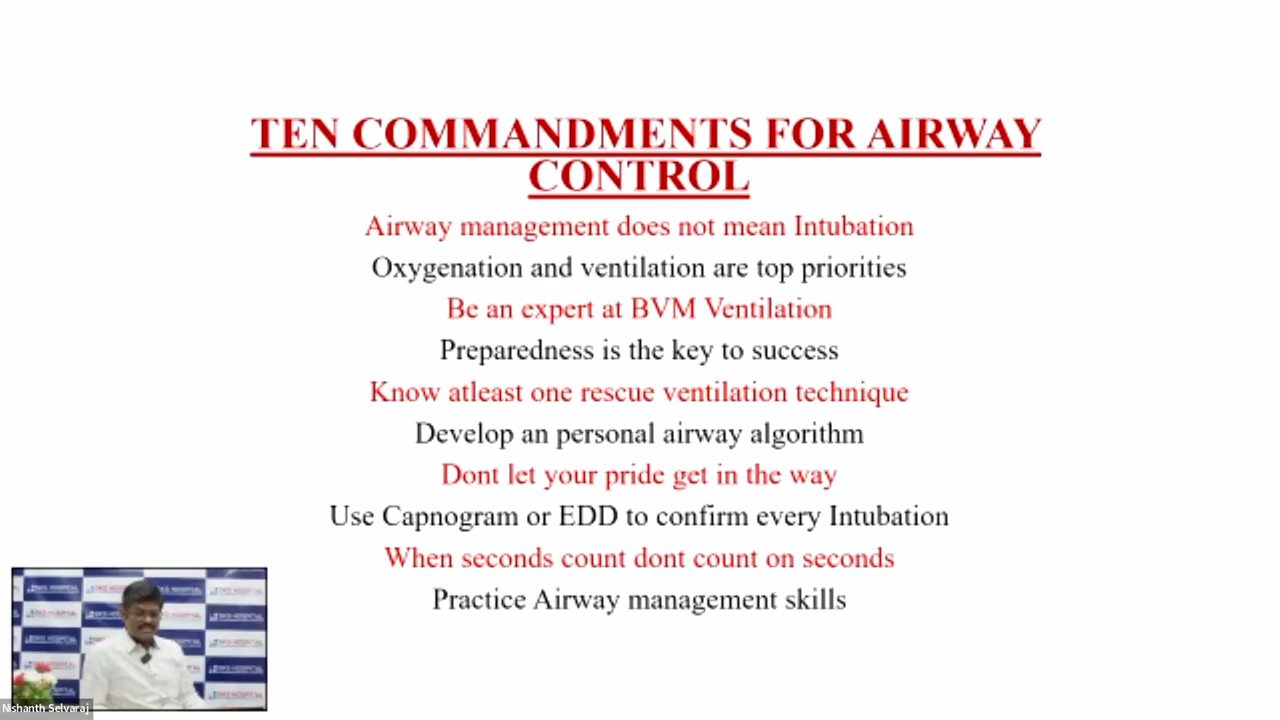 TEN COMMANDMENTS FOR AIRWAY
CONTROL
Airway management does not mean Intubation
Oxygenation and ventilation are top priorities
Be an expert at BVM Ventilation
Preparedness is the key to success
Know atleast one rescue ventilation technique
Develop an personal airway algorithm
Dont let your pride get in the way
Use Capnogram or EDD to confirm every Intubation
When seconds count dont count on seconds
Practice Airway management skills
Nishanth Selvaraj